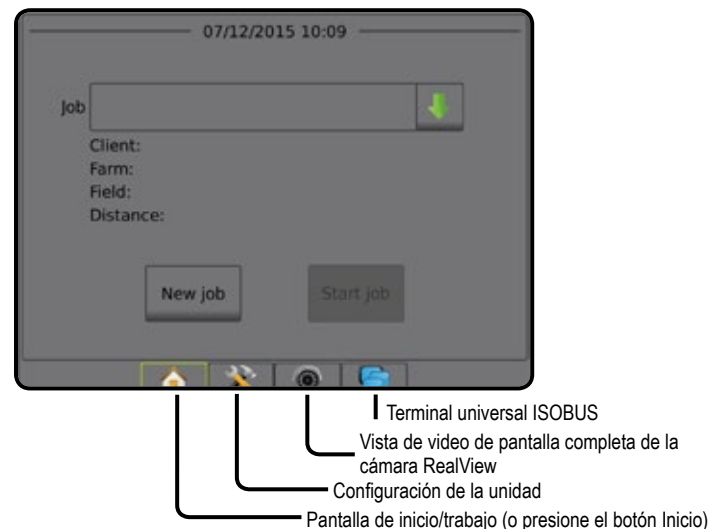 07/12/2015 10:09
Job
Client:
Farm:
Field:
Distance:
New job
Start job
Terminal universal ISOBUS
Vista de video de pantalla completa de la
cámara RealView
Configuración de la unidad
Pantalla de inicio/trabajo (o presione el botón Inicio)